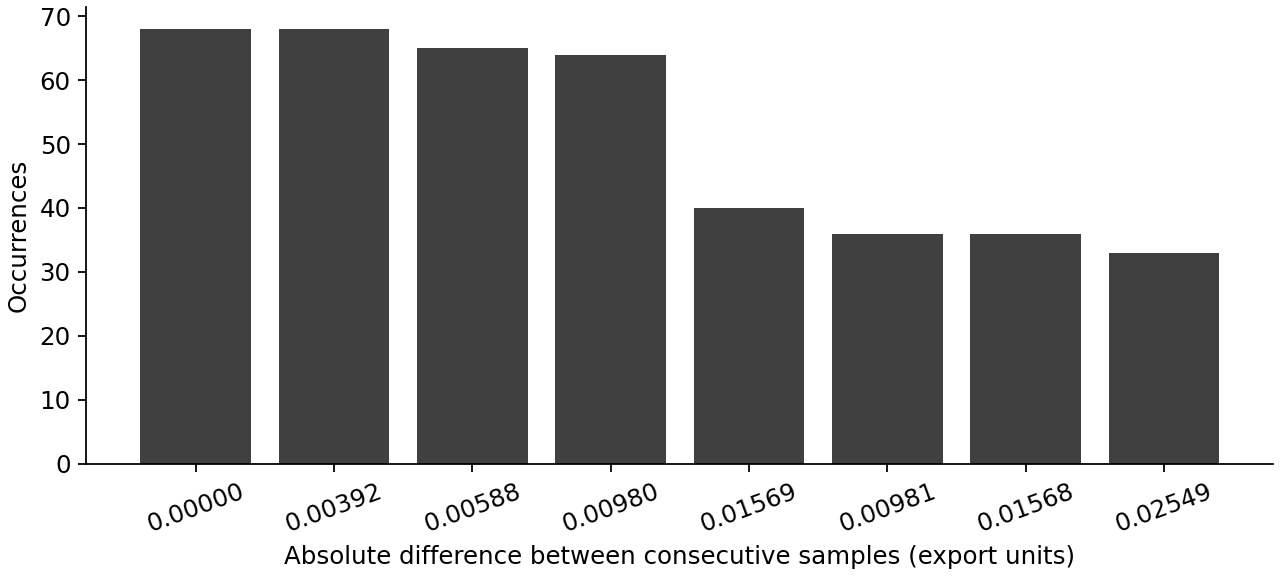 70
60
50
40
30
20
10
0
Occurrences
0.00000 0.00392 0.00588 0.00980 0.01569 0.00981 0.01568 0.02549
Absolute difference between consecutive samples (export units)